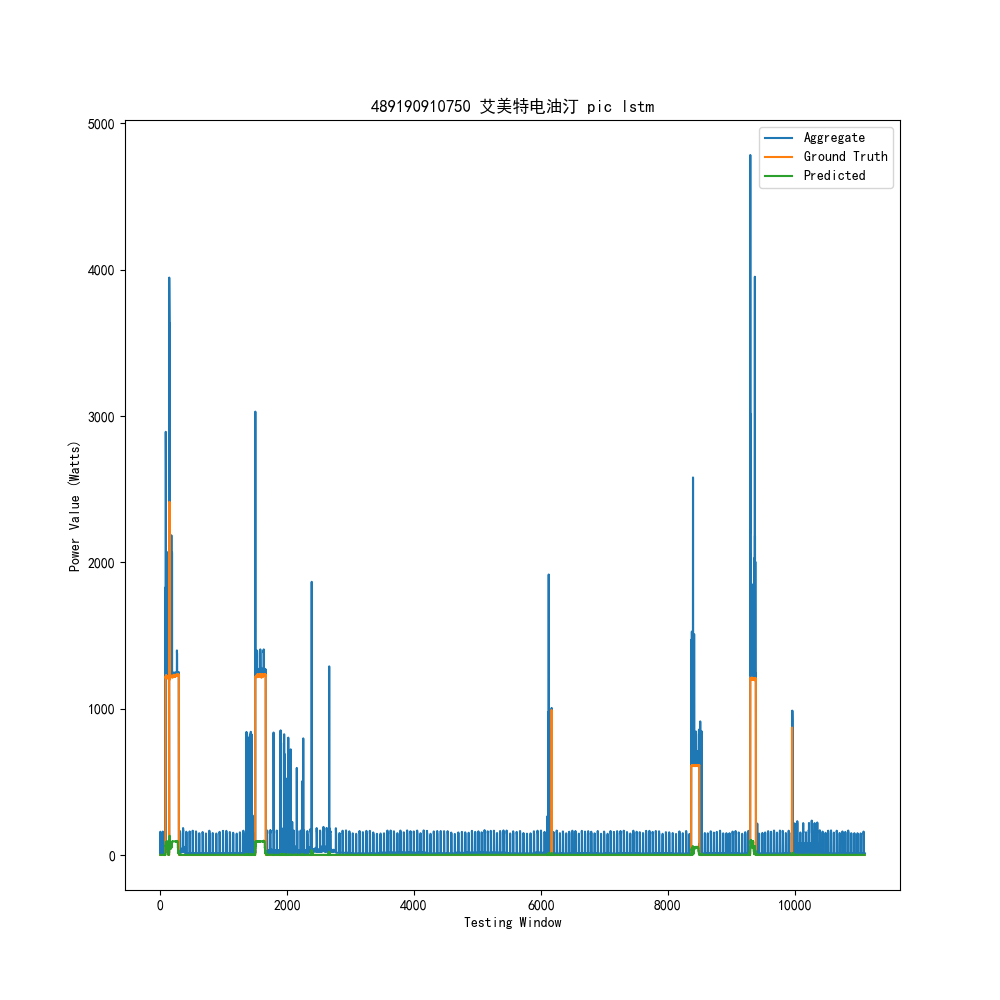 489190910750 艾美特电油汀 pic lstm
Aggregate
Ground Truth
Predicted
Power Value (Watts)
5000
4000
3000
2000
1000
0
0 2000 4000 6000 8000 10000
Testing Window